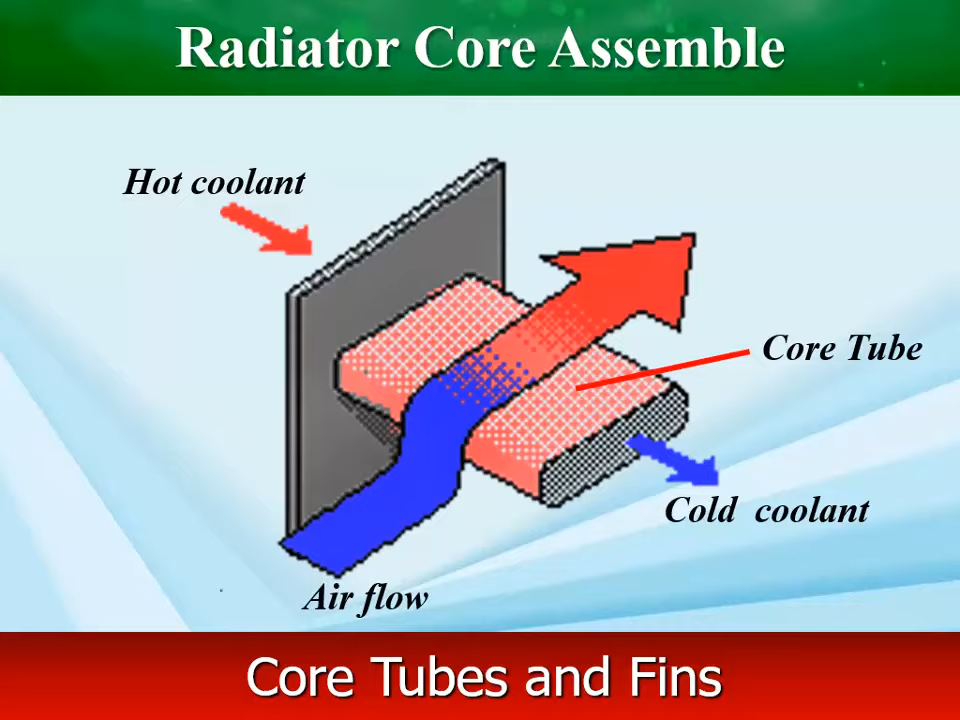 Radiator Core Assemble
Hot coolant
Core Tube
Cold coolant
Air flow
Core Tubes and Fins